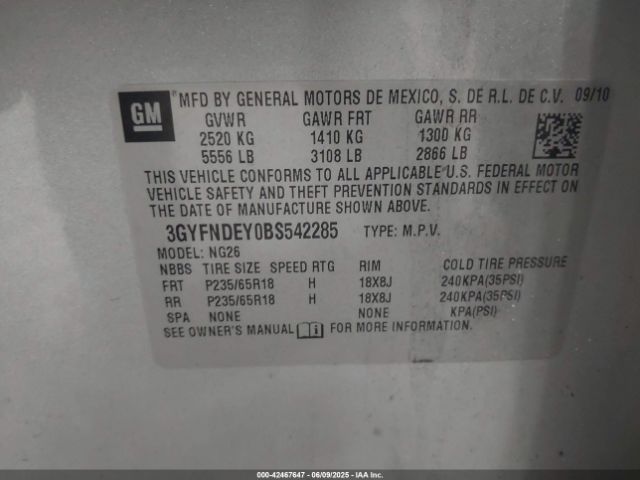 GM
MFD BY GENERAL MOTORS DE MEXICO, S. DE R.L. DE C.V. 09/10
GVWR GAWR FRT GAWR RR
2520 KG 1410 KG 1300 KG
5556 LB 3108 LB 2866 LB
THIS VEHICLE CONFORMS TO ALL APPLICABLE U.S. FEDERAL MOTOR
VEHICLE SAFETY AND THEFT PREVENTION STANDARDS IN EFFECT ON
THE DATE OF MANUFACTURE SHOWN ABOVE.
3GYFNDEY0BS542285 TYPE: M.P.V.
MODEL: NG26
NBBS TIRE SIZE SPEED RTG RIM COLD TIRE PRESSURE
FRT P235/65R18 H 18X8J 240KPA(35PSI)
RR P235/65R18 H 18X8J 240KPA(35PSI)
SPA NONE NONE KPA(PSI)
SEE OWNER'S MANUAL FOR MORE INFORMATION.
000-42467647 - 06/09/2025 - IAA Inc.